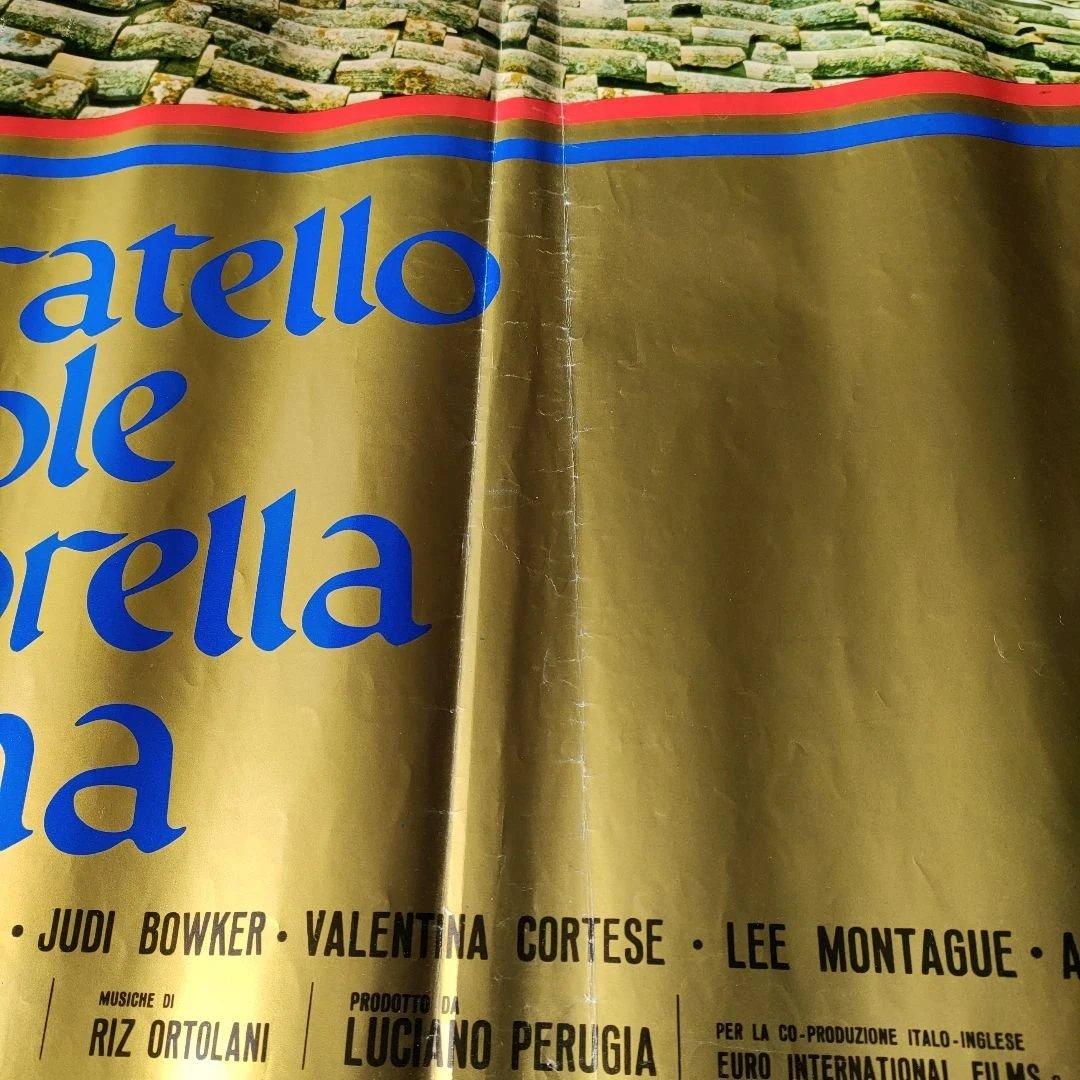 ratello
ole
orella
na
• JUDI BOWKER • VALENTINA CORTESE • LEE MONTAGUE • A
MUSICHE DI
RIZ ORTOLANI
PRODOTTO DA
LUCIANO PERUGIA
PER LA CO-PRODUZIONE ITALO-INGLESE
EURO INTERNATIONAL FILMS